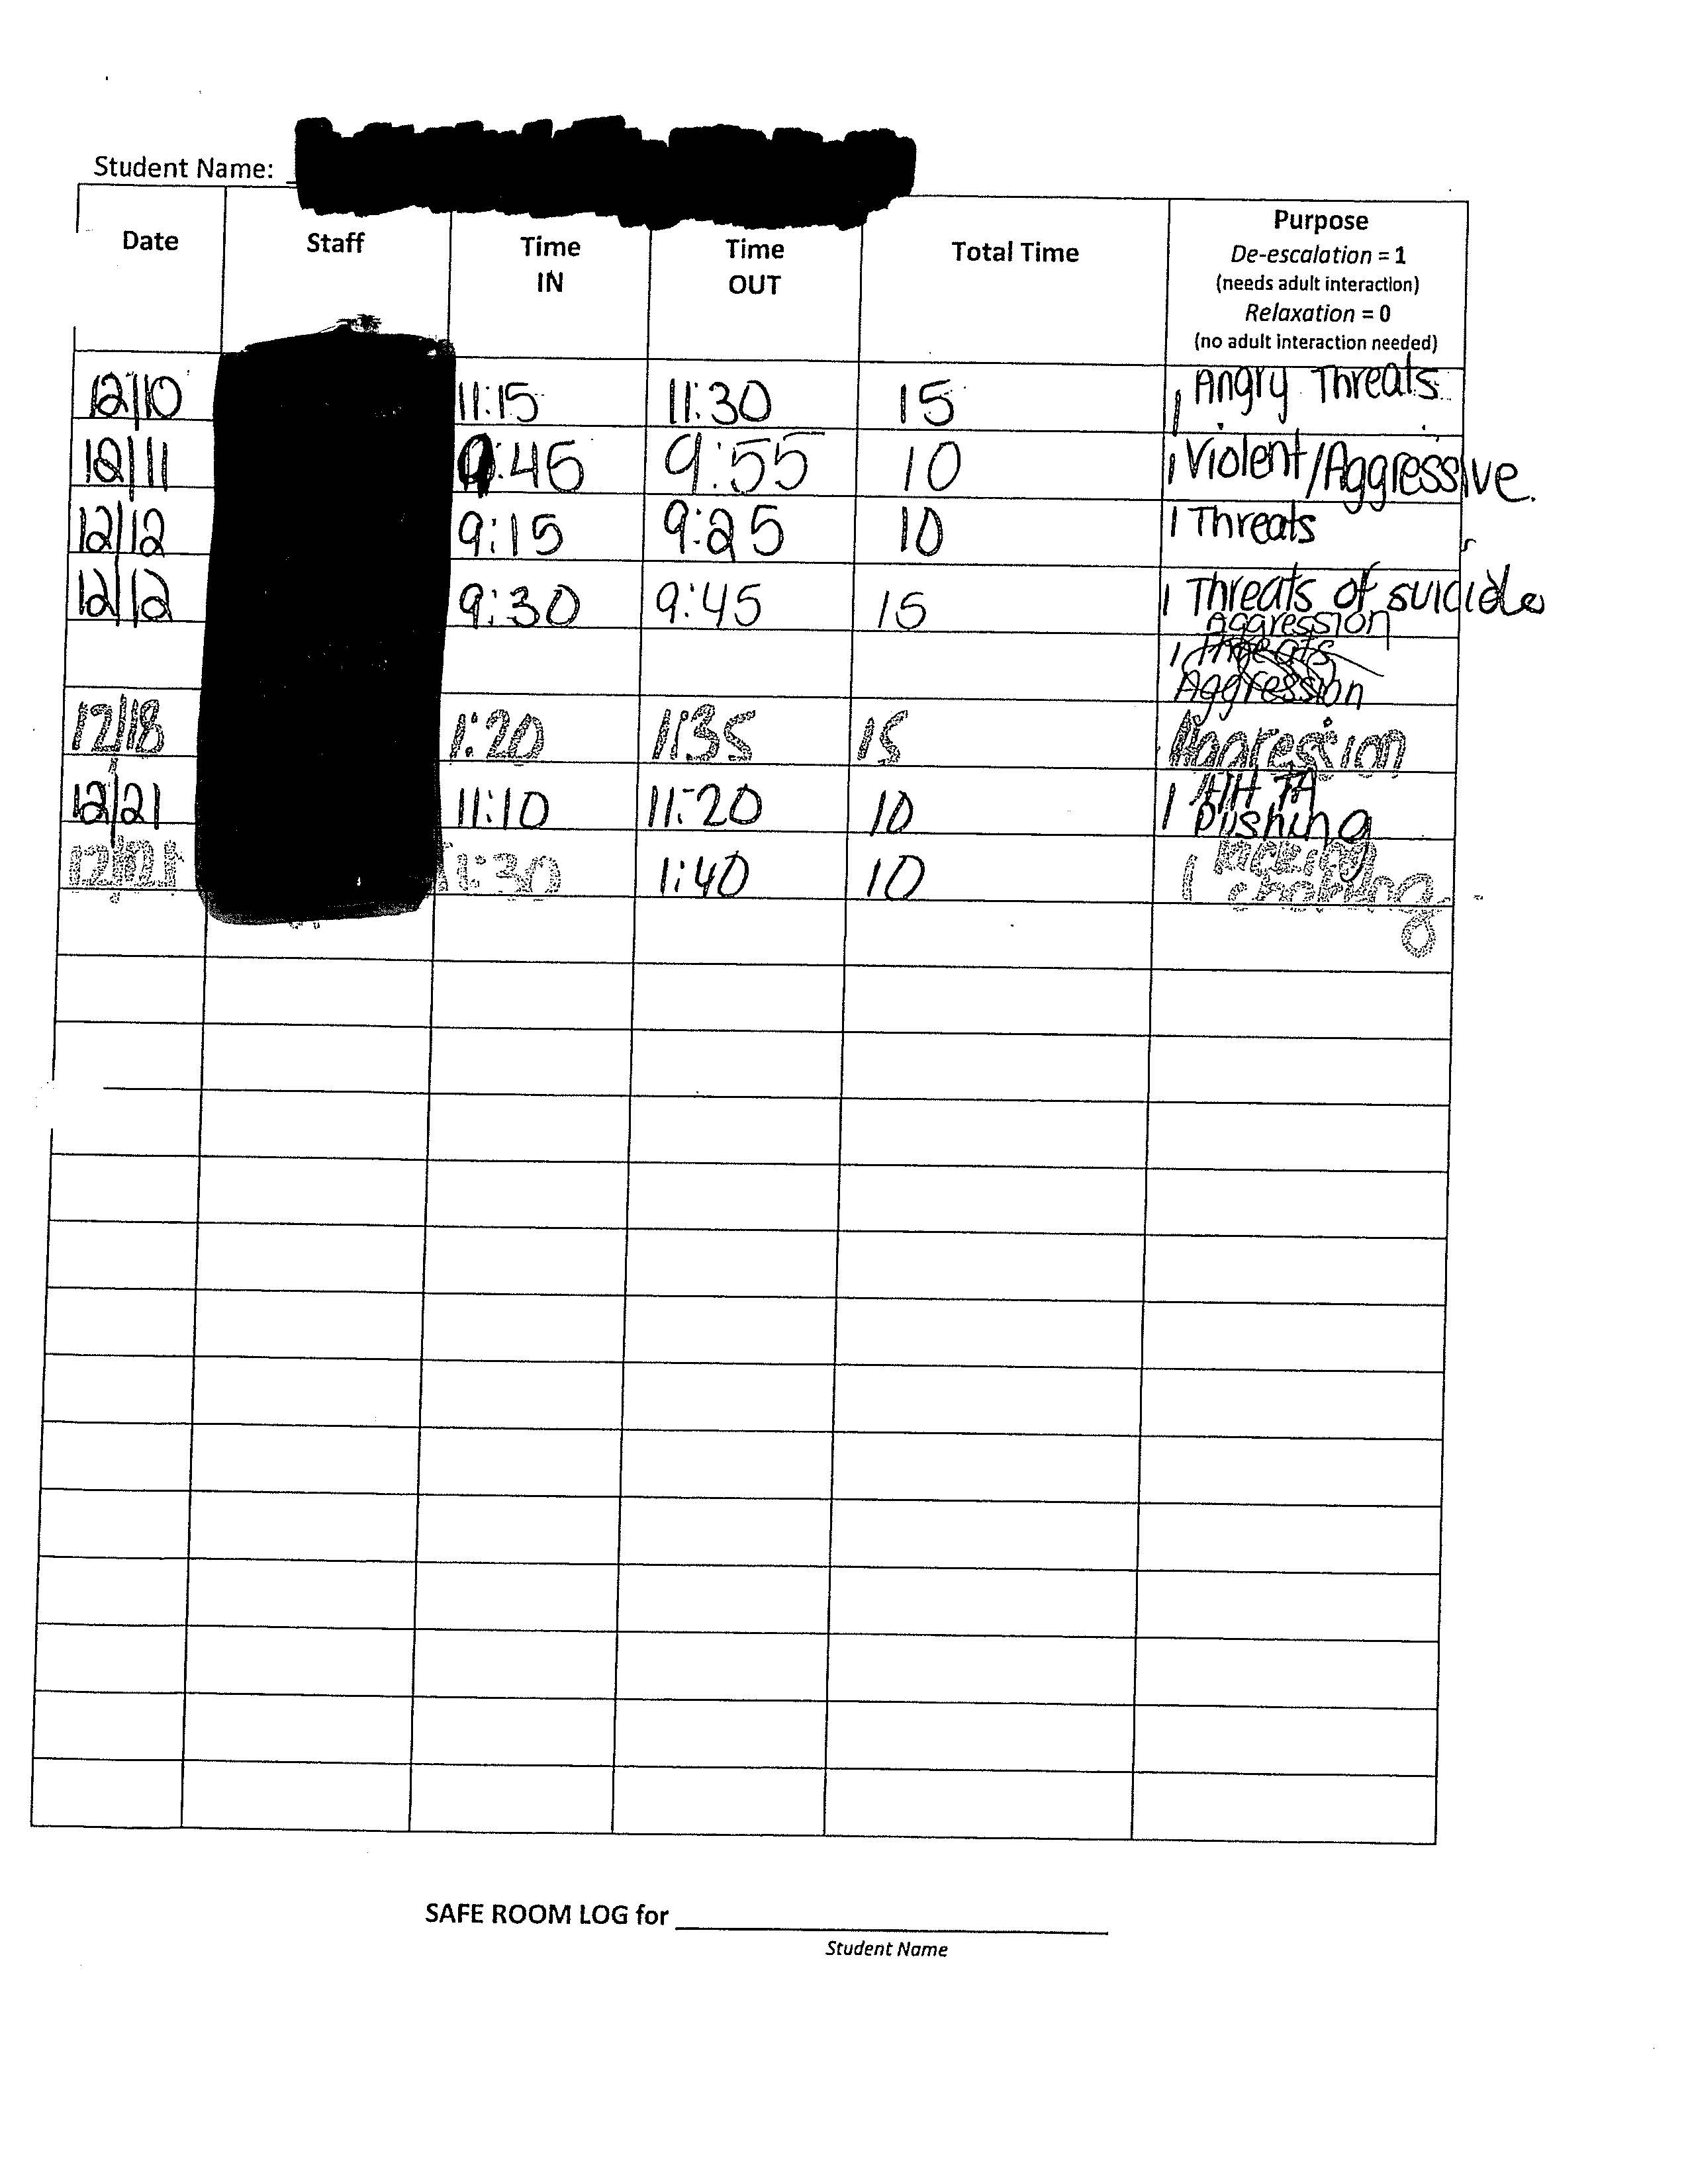 Student Name:
Date Staff Time IN Time OUT Total Time Purpose
De-escalation = 1
(needs adult interaction)
Relaxation = 0
(no adult interaction needed)
12/10 11:15 11:30 15 1 Angry Threats
12/11 9:45 9:55 10 1 Violent/Aggressive.
12/12 9:15 9:25 10 1 Threats
12/12 9:30 9:45 15 1 Threats of suicide
Aggression
1 Threats
Aggression
12/18 1:20 1:35 15 Aggression
12/21 11:10 11:20 10 1 Hit TA
Pushing
12/21 1:30 1:40 10 1 kicking
choking
SAFE ROOM LOG for
Student Name